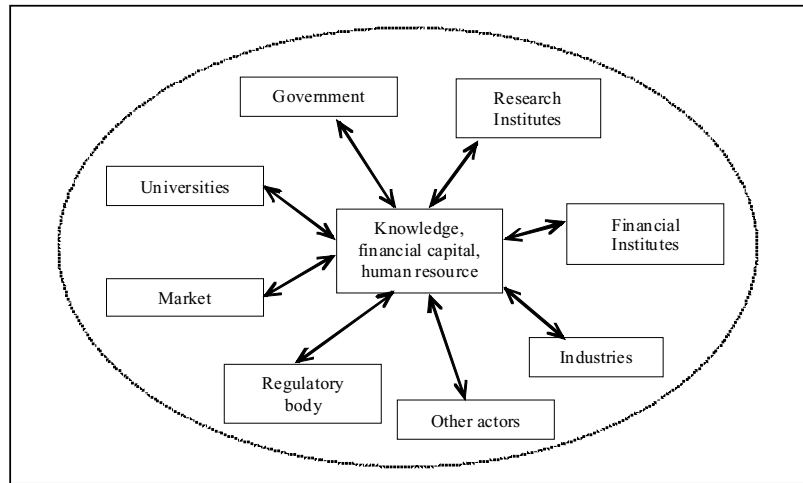 Government
Research
Institutes
Universities
Knowledge,
financial capital,
human resource
Financial
Institutes
Market
Industries
Regulatory
body
Other actors